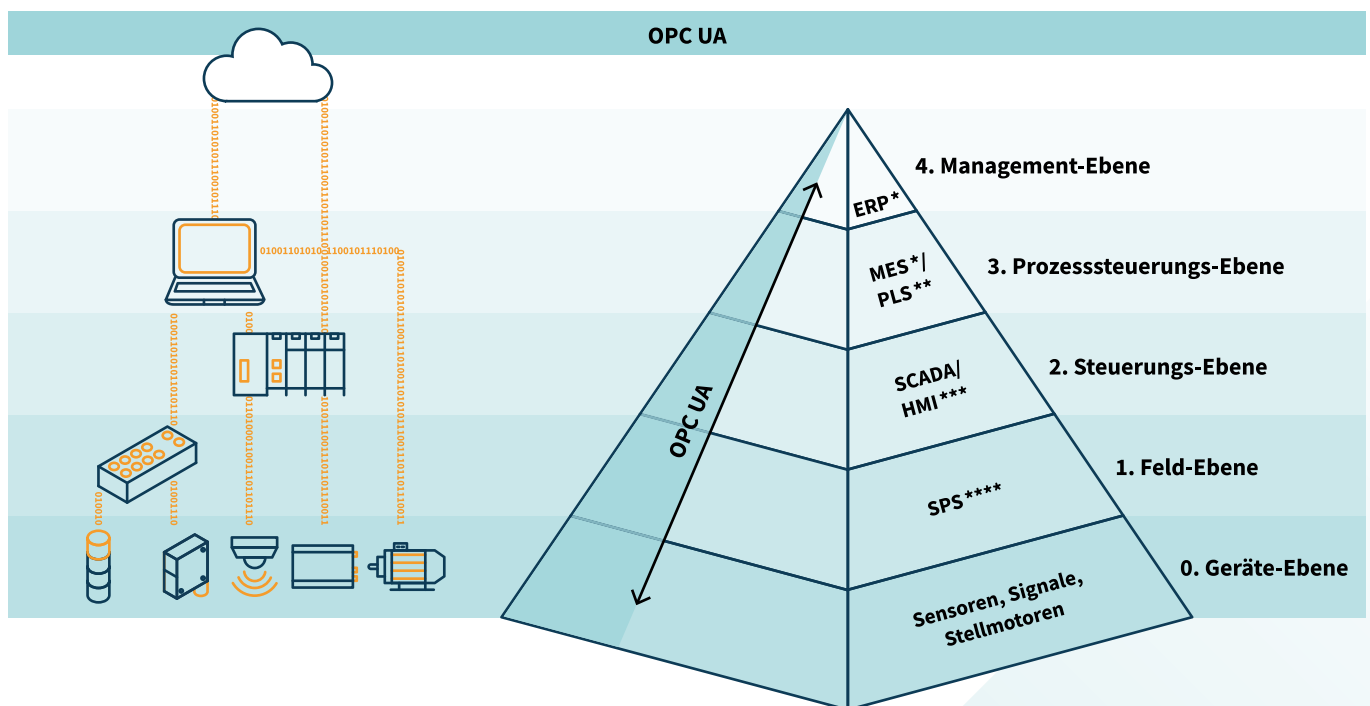 OPC UA
4. Management-Ebene
ERP*
3. Prozesssteuerungs-Ebene
MES*/
PLS**
2. Steuerungs-Ebene
SCADA/
HMI***
OPC UA
1. Feld-Ebene
SPS****
0. Geräte-Ebene
Sensoren, Signale,
Stellmotoren